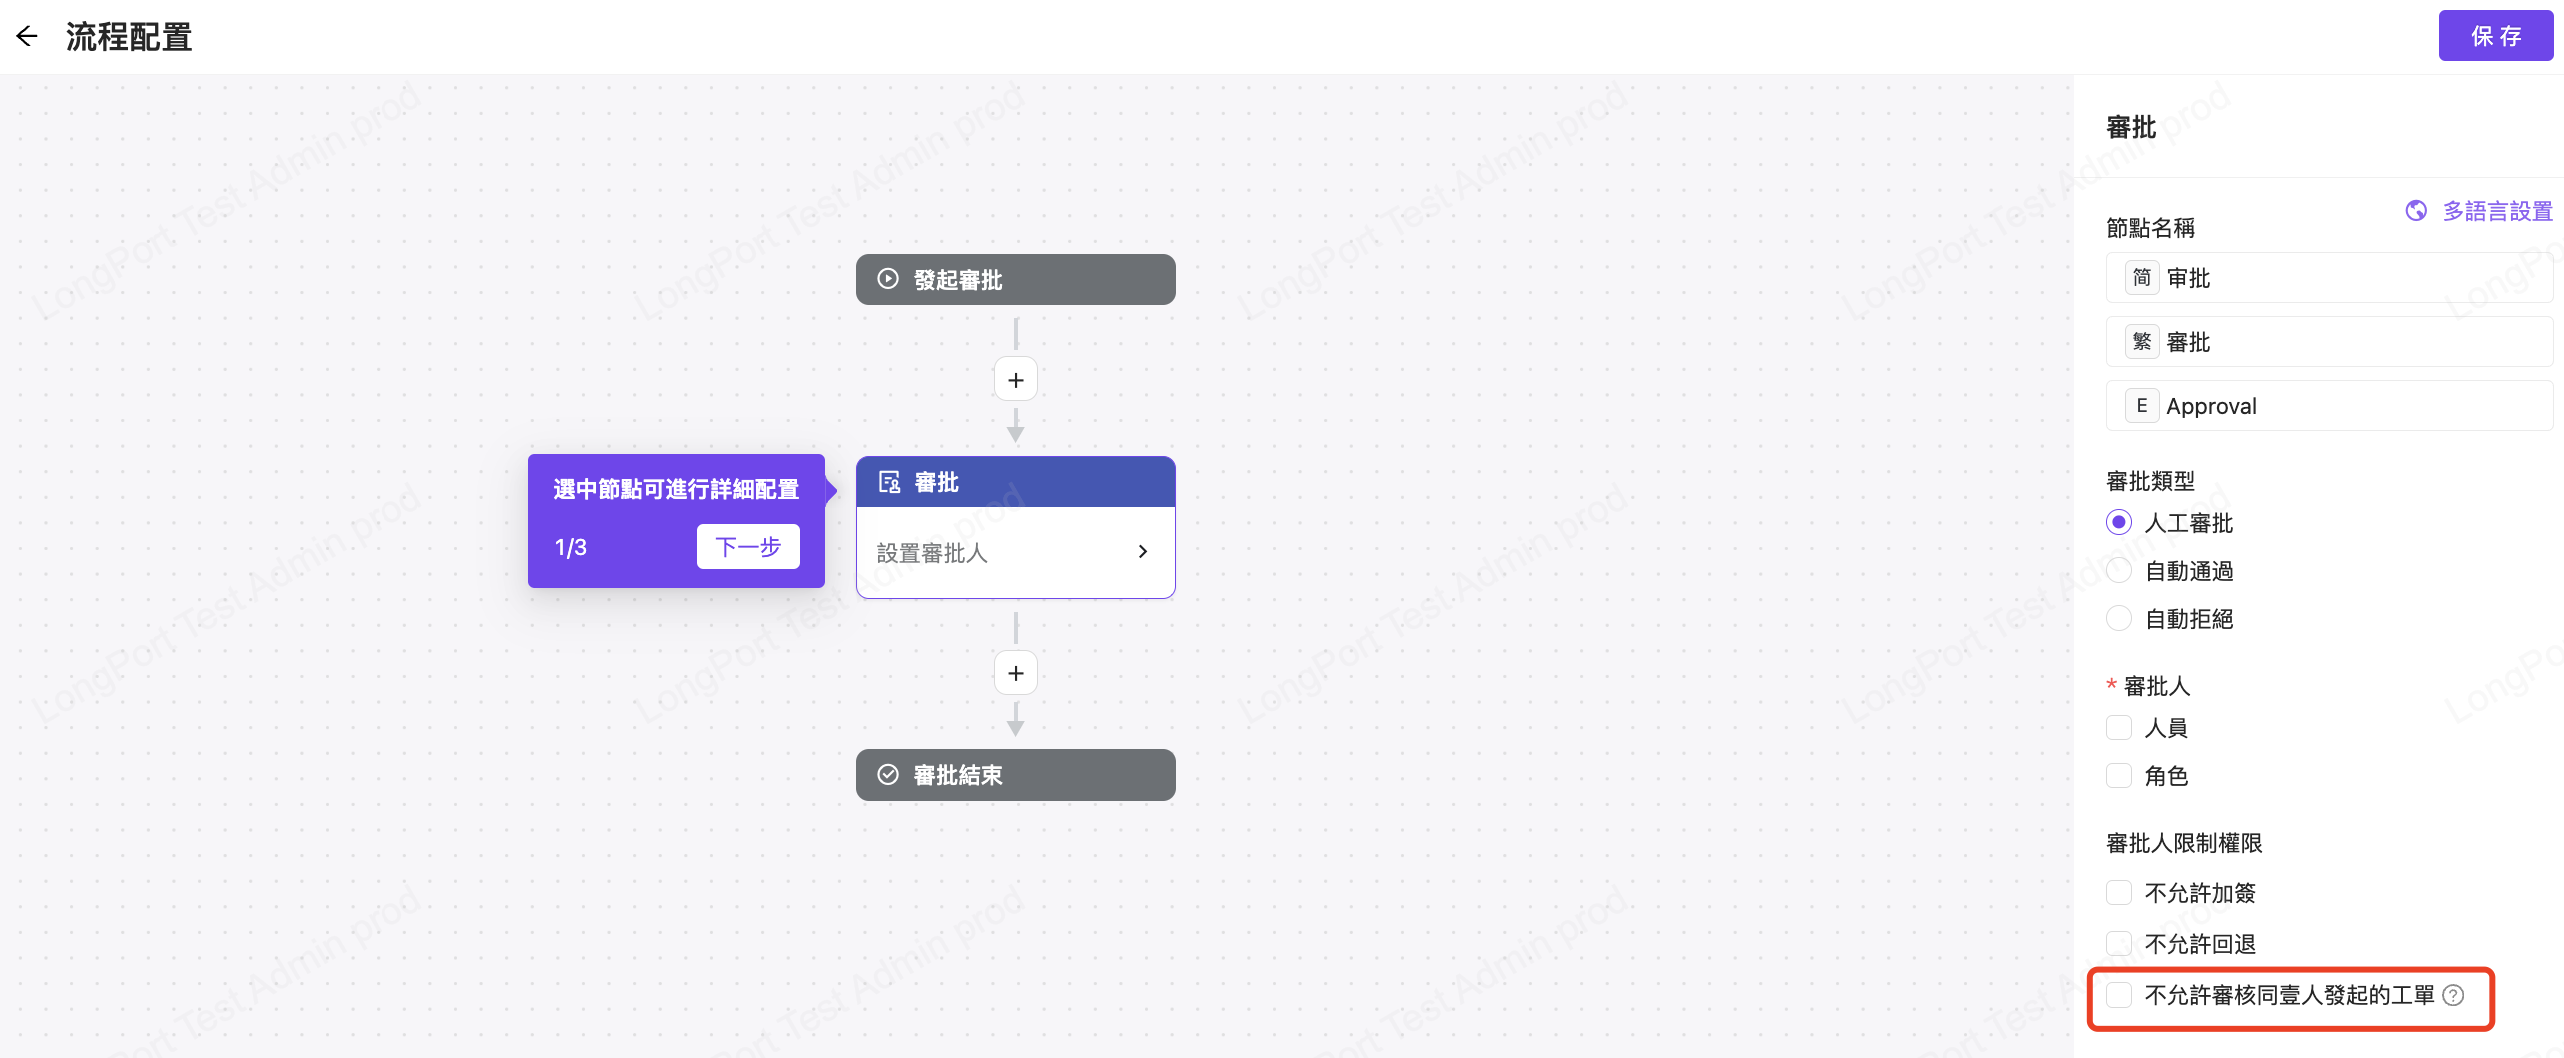 流程配置
保存
發起審批
選中節點可進行詳細配置
1/3
下一步
審批
設置審批人
審批結束
審批
多語言設置
節點名稱
简 审批
繁 審批
E Approval
審批類型
人工審批
自動通過
自動拒絕
* 審批人
人員
角色
審批人限制權限
不允許加簽
不允許回退
不允許審核同壹人發起的工單
LongPort Test Admin prod